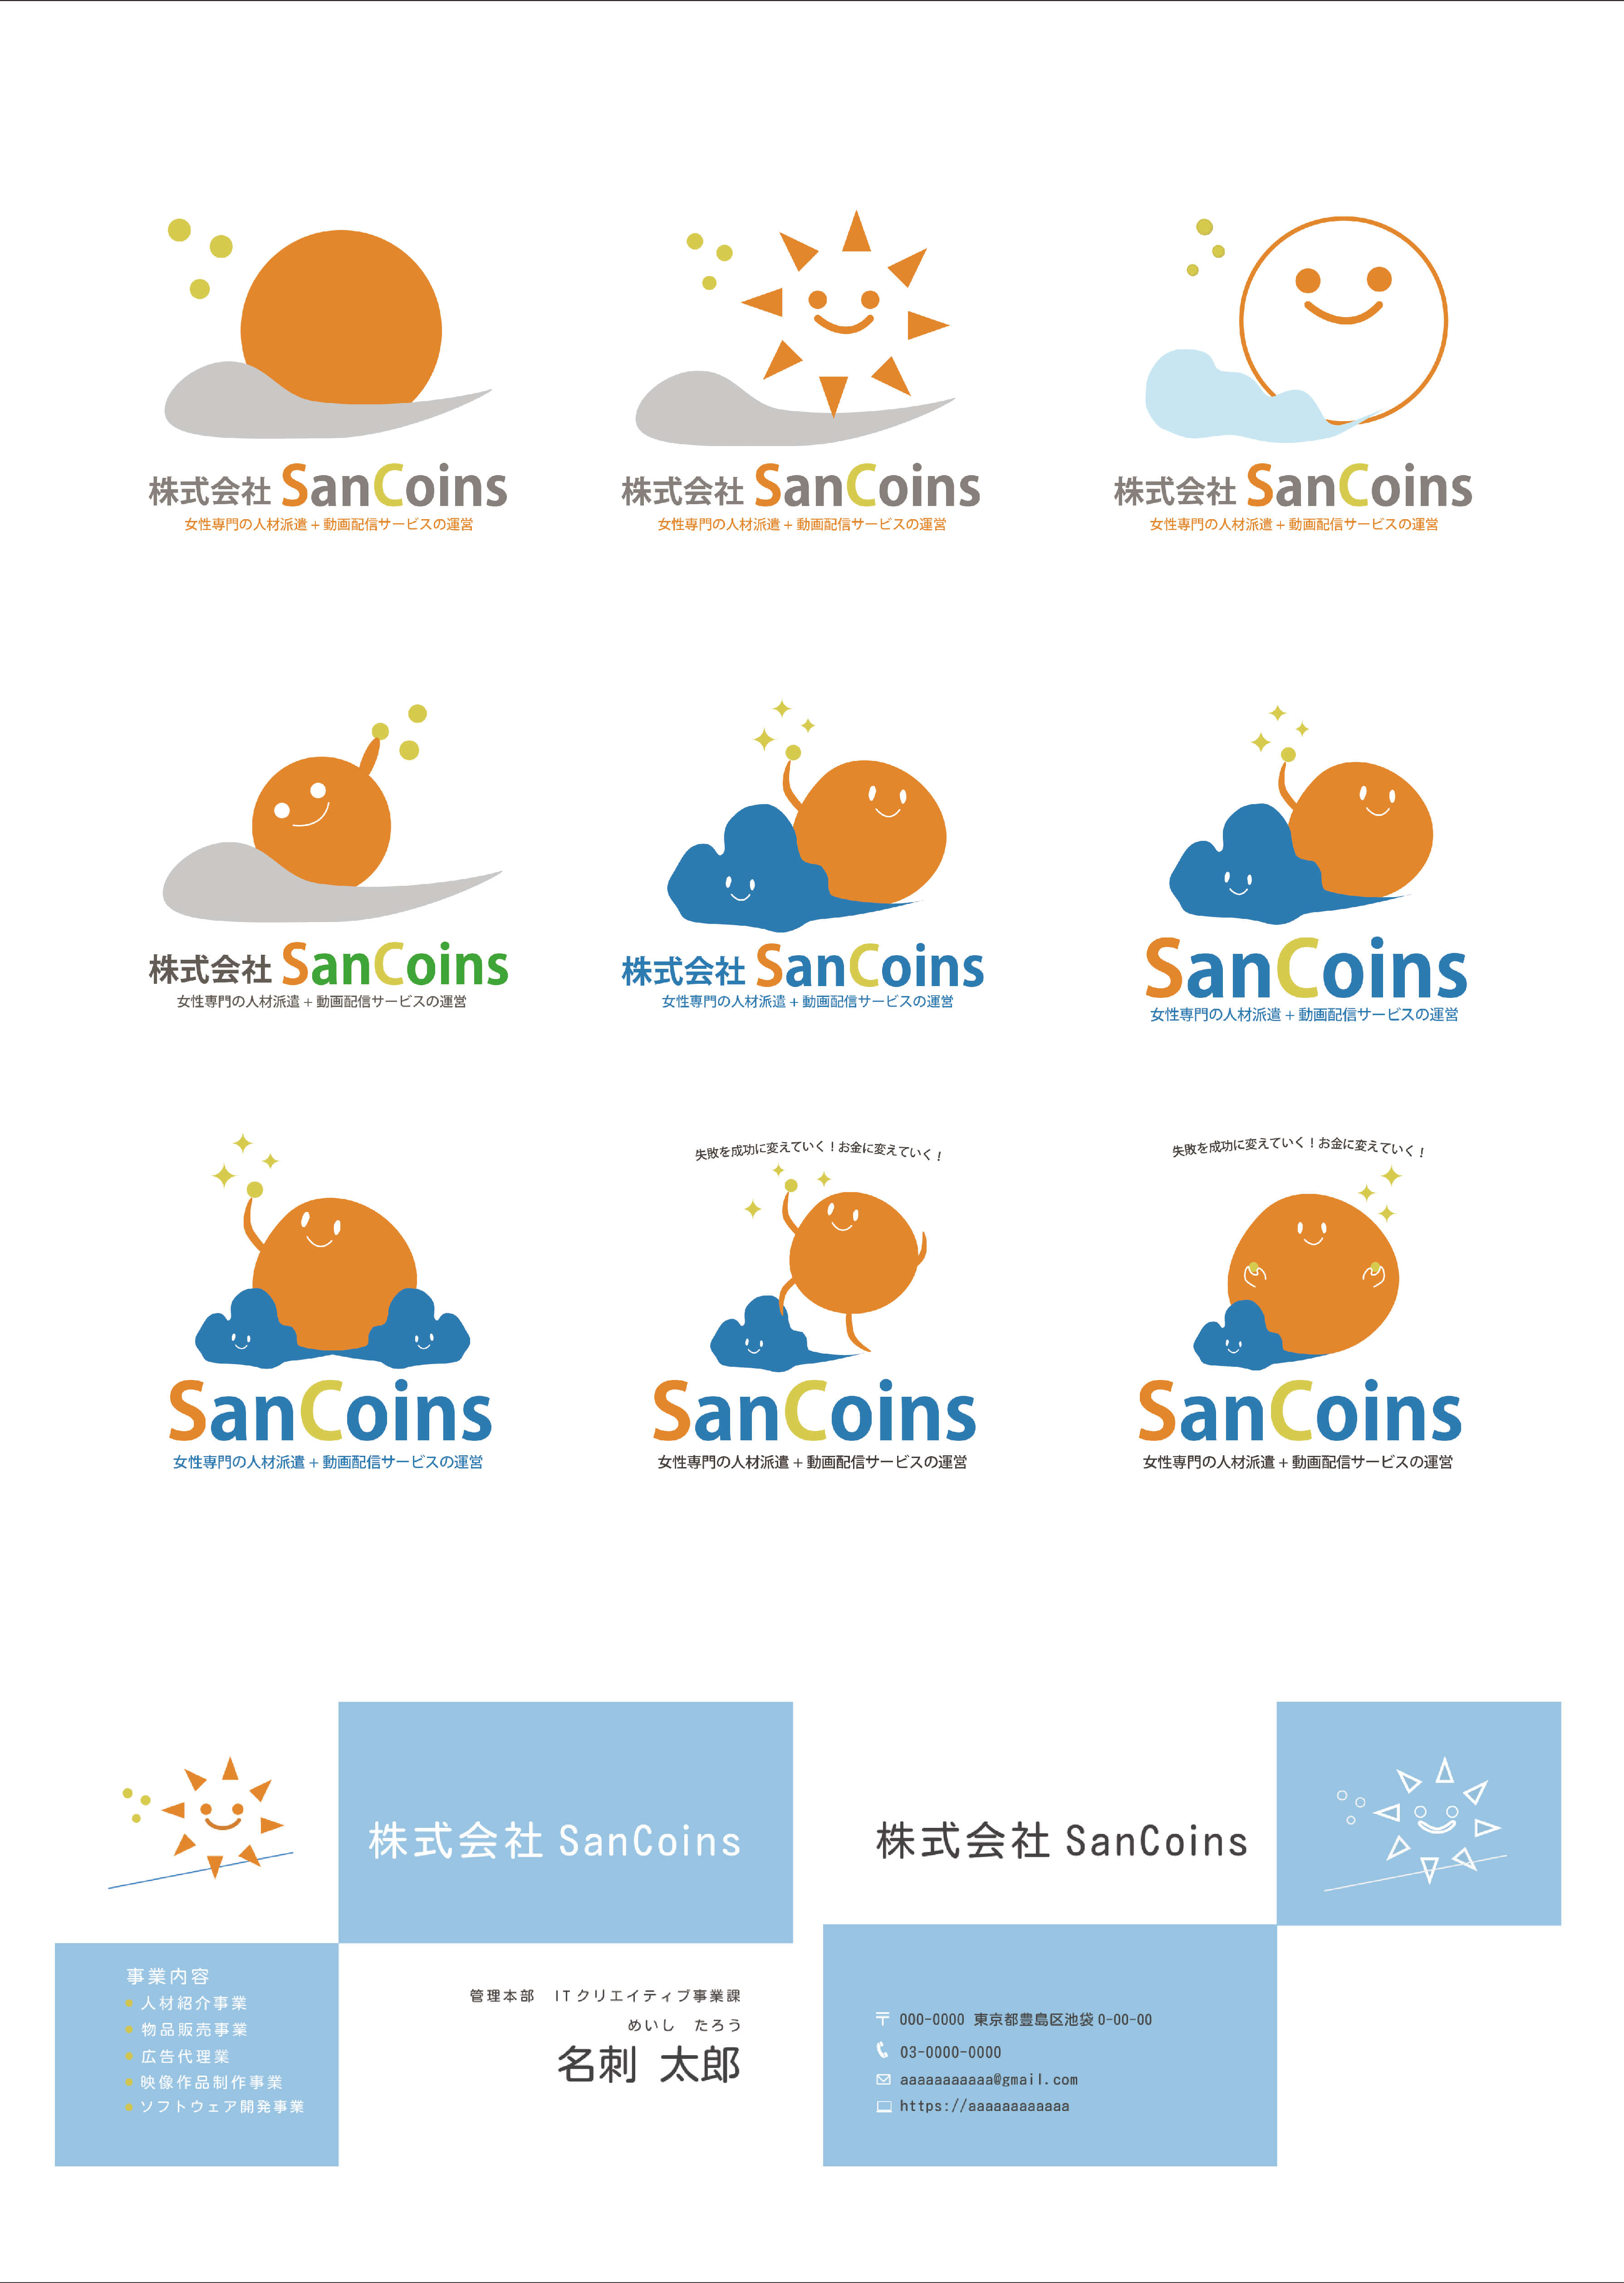 株式会社 SanCoins
女性専門の人材派遣+動画配信サービスの運営
株式会社 SanCoins
女性専門の人材派遣+動画配信サービスの運営
株式会社 SanCoins
女性専門の人材派遣+動画配信サービスの運営
株式会社 SanCoins
女性専門の人材派遣+動画配信サービスの運営
株式会社 SanCoins
女性専門の人材派遣+動画配信サービスの運営
SanCoins
女性専門の人材派遣+動画配信サービスの運営
SanCoins
女性専門の人材派遣+動画配信サービスの運営
失敗を成功に変えていく!お金に変えていく!
SanCoins
女性専門の人材派遣+動画配信サービスの運営
失敗を成功に変えていく!お金に変えていく!
SanCoins
女性専門の人材派遣+動画配信サービスの運営
株式会社 SanCoins
事業内容
人材紹介事業
物品販売事業
広告代理業
映像作品制作事業
ソフトウェア開発事業
管理本部 ITクリエイティブ事業課
めいし たろう
名刺 太郎
株式会社 SanCoins
〒 000-0000 東京都豊島区池袋0-00-00
03-0000-0000
aaaaaaaaaaa@gmail.com
https://aaaaaaaaaaaa